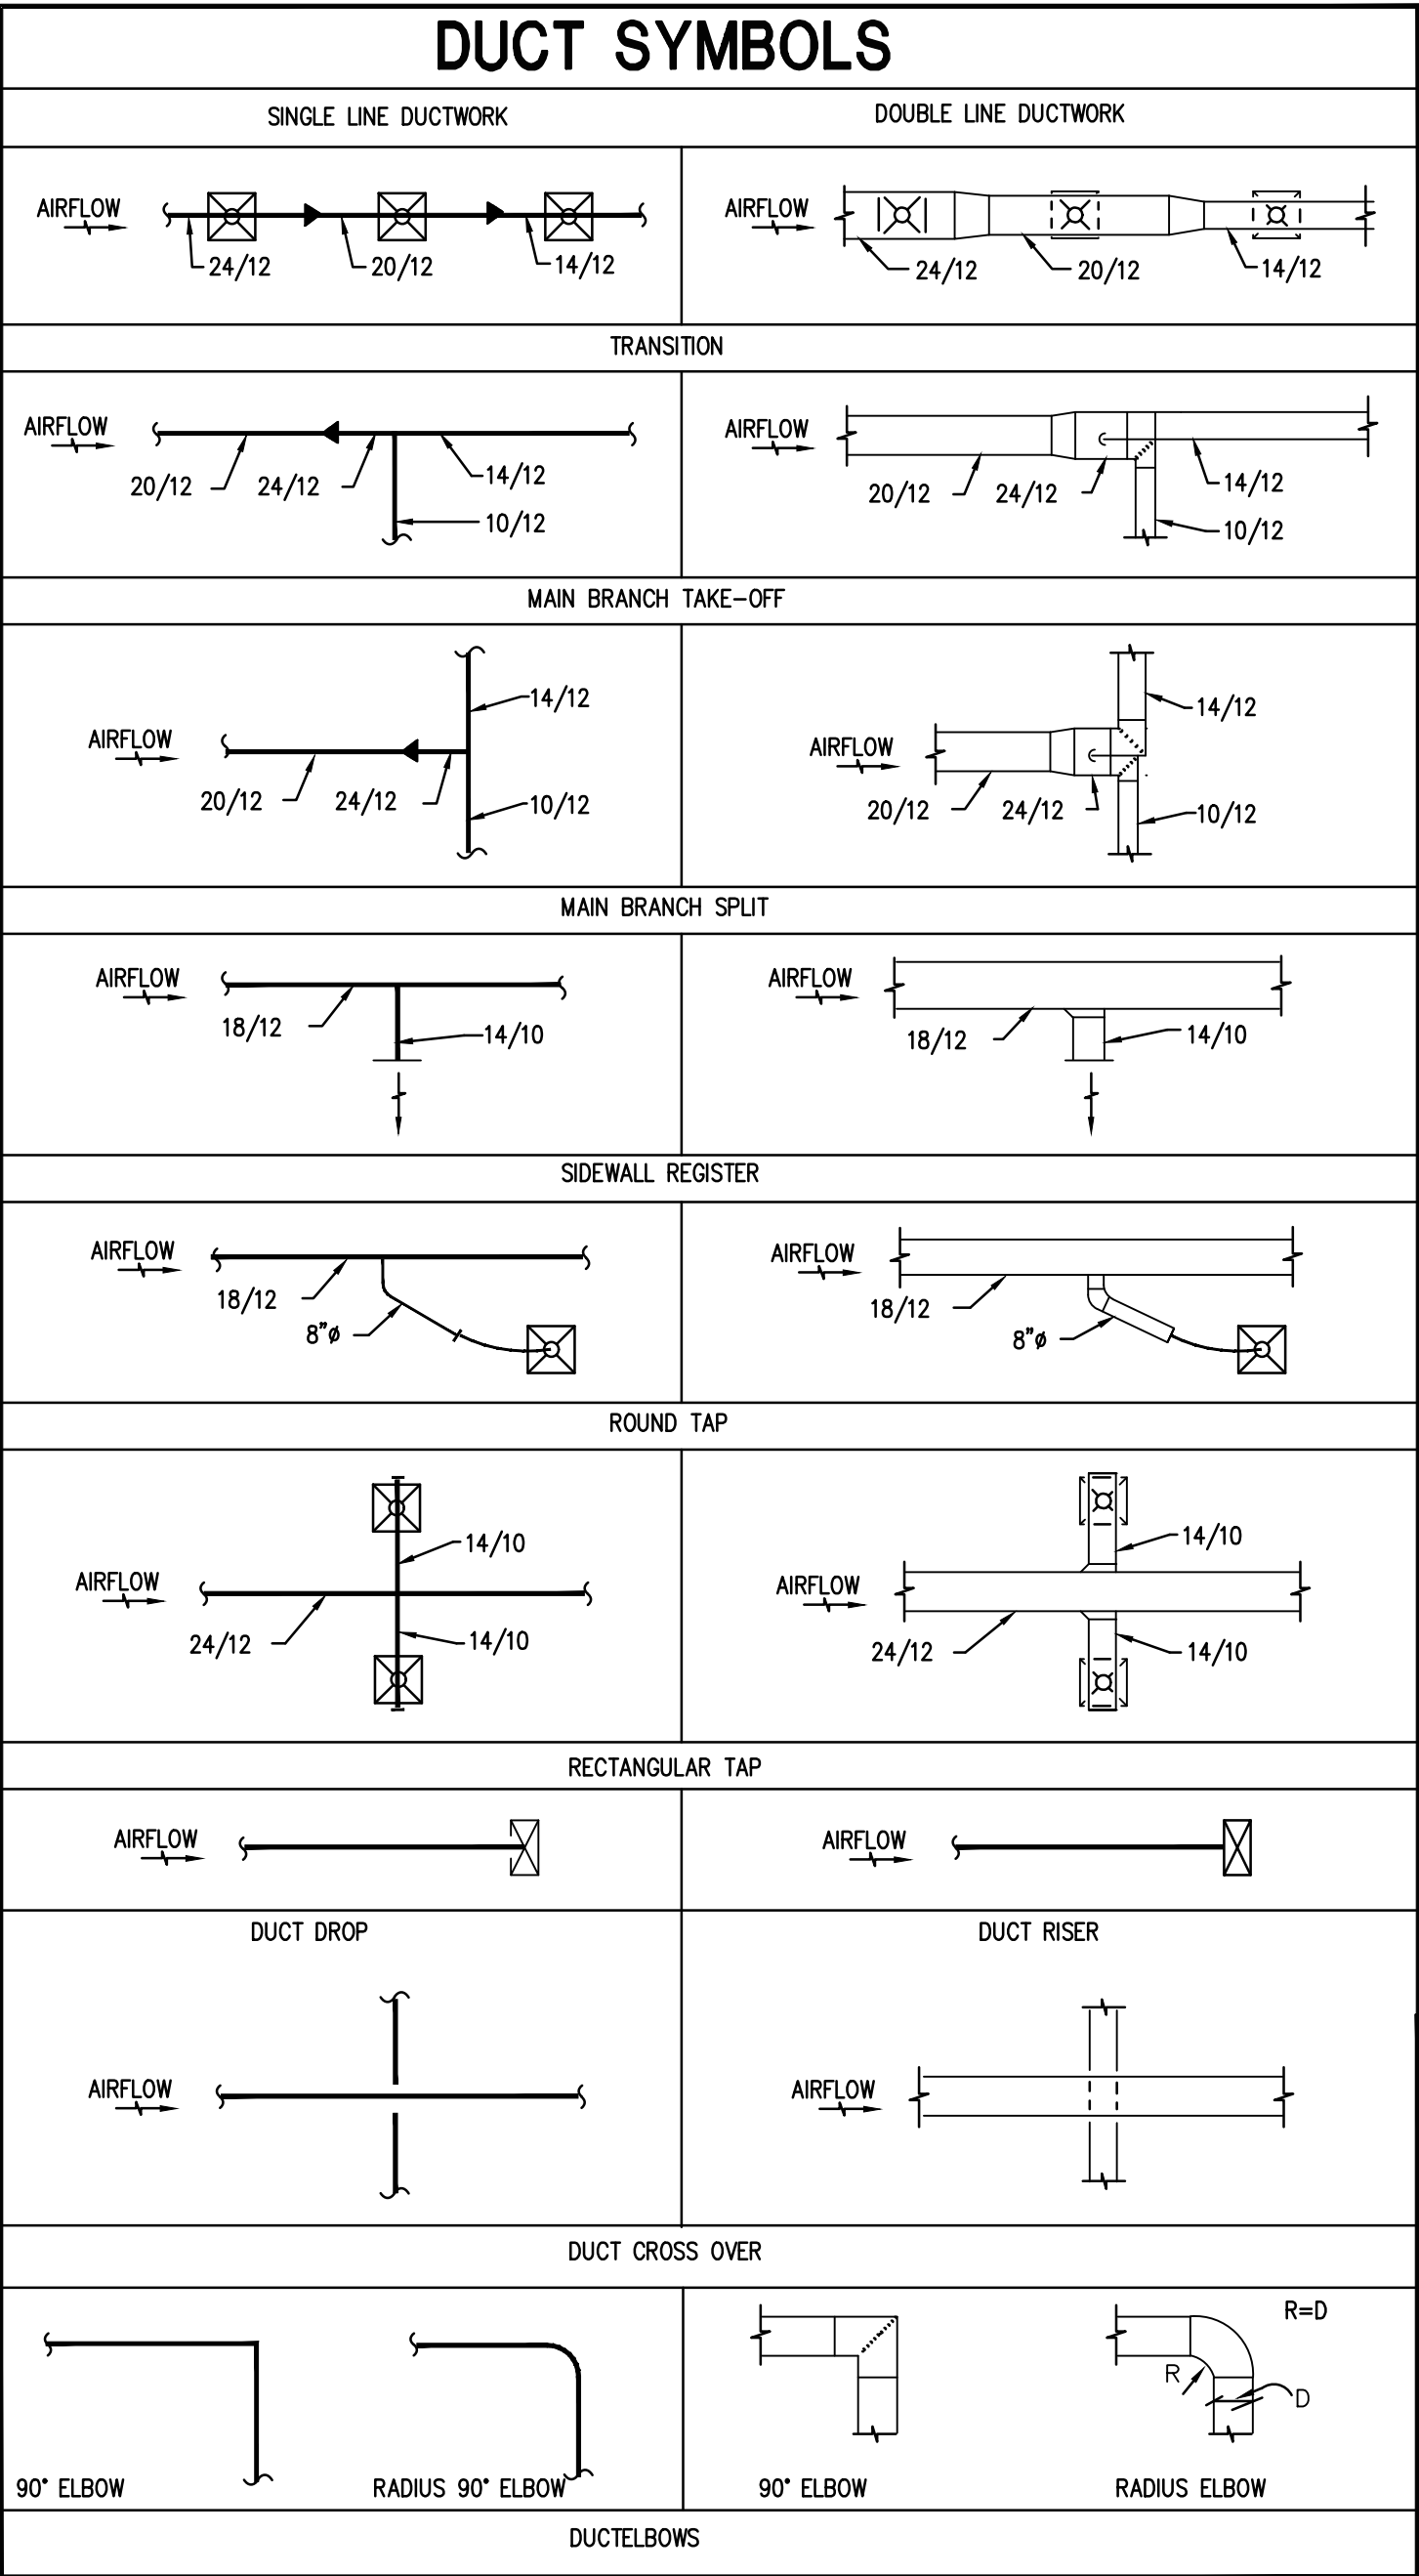 DUCT SYMBOLS
SINGLE LINE DUCTWORK
DOUBLE LINE DUCTWORK
AIRFLOW
24/12
20/12
14/12
AIRFLOW
24/12
20/12
14/12
TRANSITION
AIRFLOW
20/12
24/12
14/12
10/12
AIRFLOW
20/12
24/12
14/12
10/12
MAIN BRANCH TAKE-OFF
AIRFLOW
14/12
20/12
24/12
10/12
AIRFLOW
14/12
20/12
24/12
10/12
MAIN BRANCH SPLIT
AIRFLOW
18/12
14/10
AIRFLOW
18/12
14/10
SIDEWALL REGISTER
AIRFLOW
18/12
8"ø
AIRFLOW
18/12
8"ø
ROUND TAP
AIRFLOW
14/10
24/12
14/10
AIRFLOW
14/10
24/12
14/10
RECTANGULAR TAP
AIRFLOW
AIRFLOW
DUCT DROP
DUCT RISER
AIRFLOW
AIRFLOW
DUCT CROSS OVER
R=D
R
D
90° ELBOW
RADIUS 90° ELBOW
90° ELBOW
RADIUS ELBOW
DUCTELBOWS